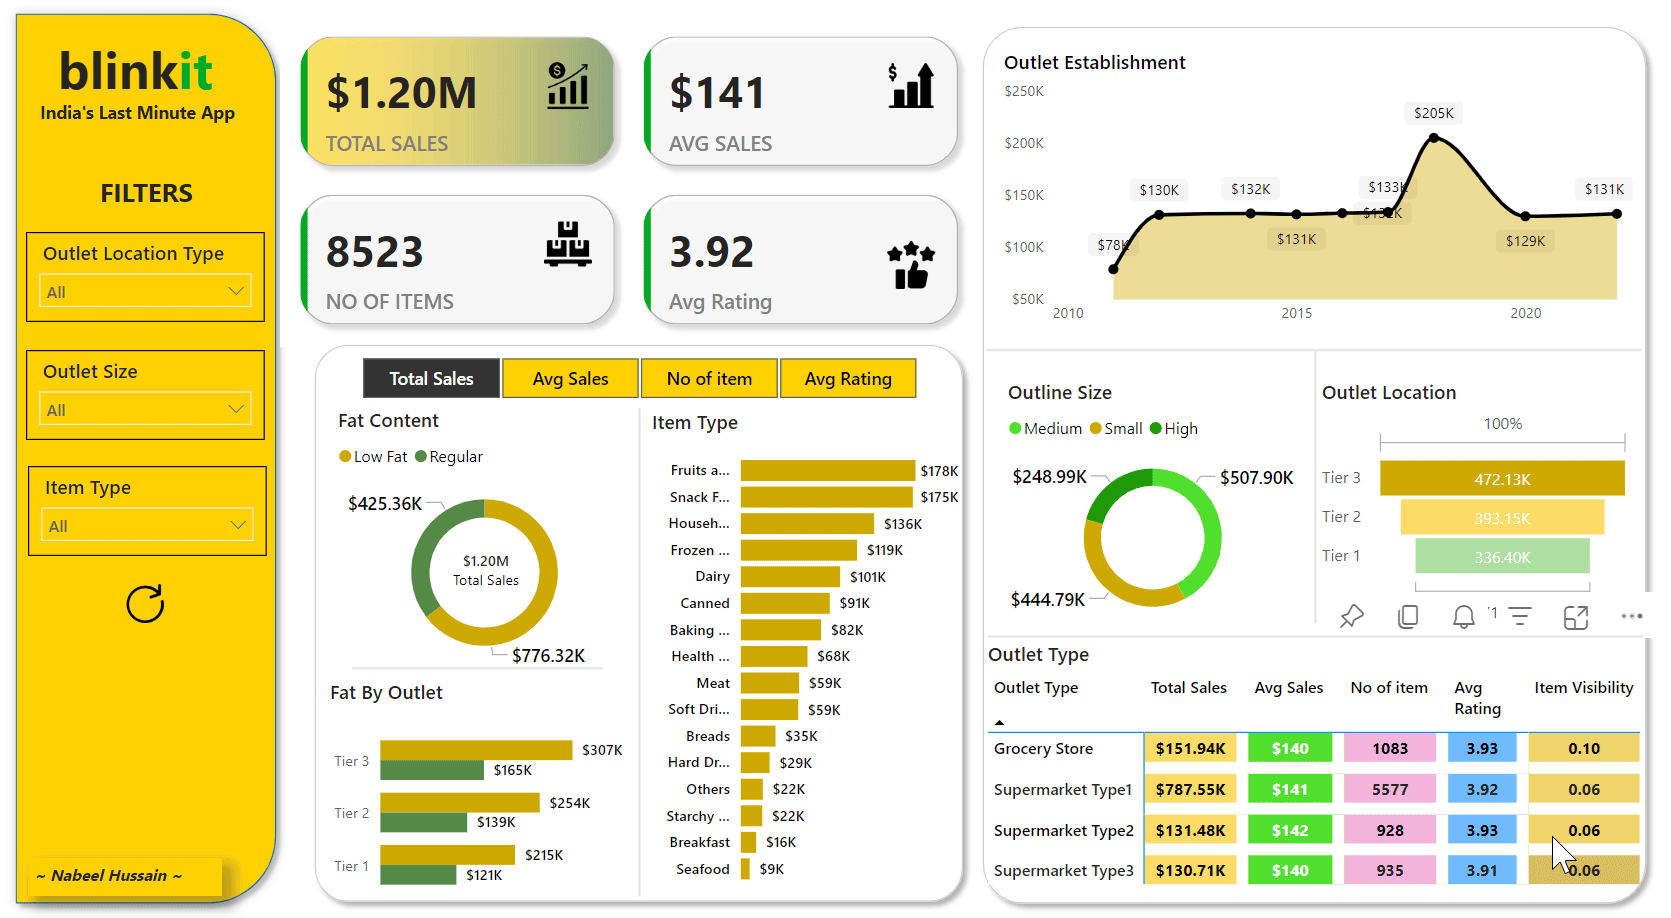 blinkit
India's Last Minute App
FILTERS
Outlet Location Type
All
Outlet Size
All
Item Type
All
~ Nabeel Hussain ~
$1.20M
TOTAL SALES
$141
AVG SALES
8523
NO OF ITEMS
3.92
Avg Rating
Total Sales
Avg Sales
No of item
Avg Rating
Fat Content
Low Fat
Regular
$425.36K
$1.20M
Total Sales
$776.32K
Fat By Outlet
Tier 3
$307K
$165K
Tier 2
$254K
$139K
Tier 1
$215K
$121K
Item Type
Fruits a... $178K
Snack F... $175K
Househ... $136K
Frozen ... $119K
Dairy $101K
Canned $91K
Baking ... $82K
Health ... $68K
Meat $59K
Soft Dri... $59K
Breads $35K
Hard Dr... $29K
Others $22K
Starchy ... $22K
Breakfast $16K
Seafood $9K
Outlet Establishment
$250K
$200K
$150K
$100K
$50K
$78K
$130K
$132K
$131K
$133K
$132K
$205K
$129K
$131K
2010 2015 2020
Outline Size
Medium Small High
$248.99K
$507.90K
$444.79K
Outlet Location
100%
Tier 3 472.13K
Tier 2 393.15K
Tier 1 336.40K
Outlet Type
Outlet Type Total Sales Avg Sales No of item Avg Rating Item Visibility
Grocery Store $151.94K $140 1083 3.93 0.10
Supermarket Type1 $787.55K $141 5577 3.92 0.06
Supermarket Type2 $131.48K $142 928 3.93 0.06
Supermarket Type3 $130.71K $140 935 3.91 0.06